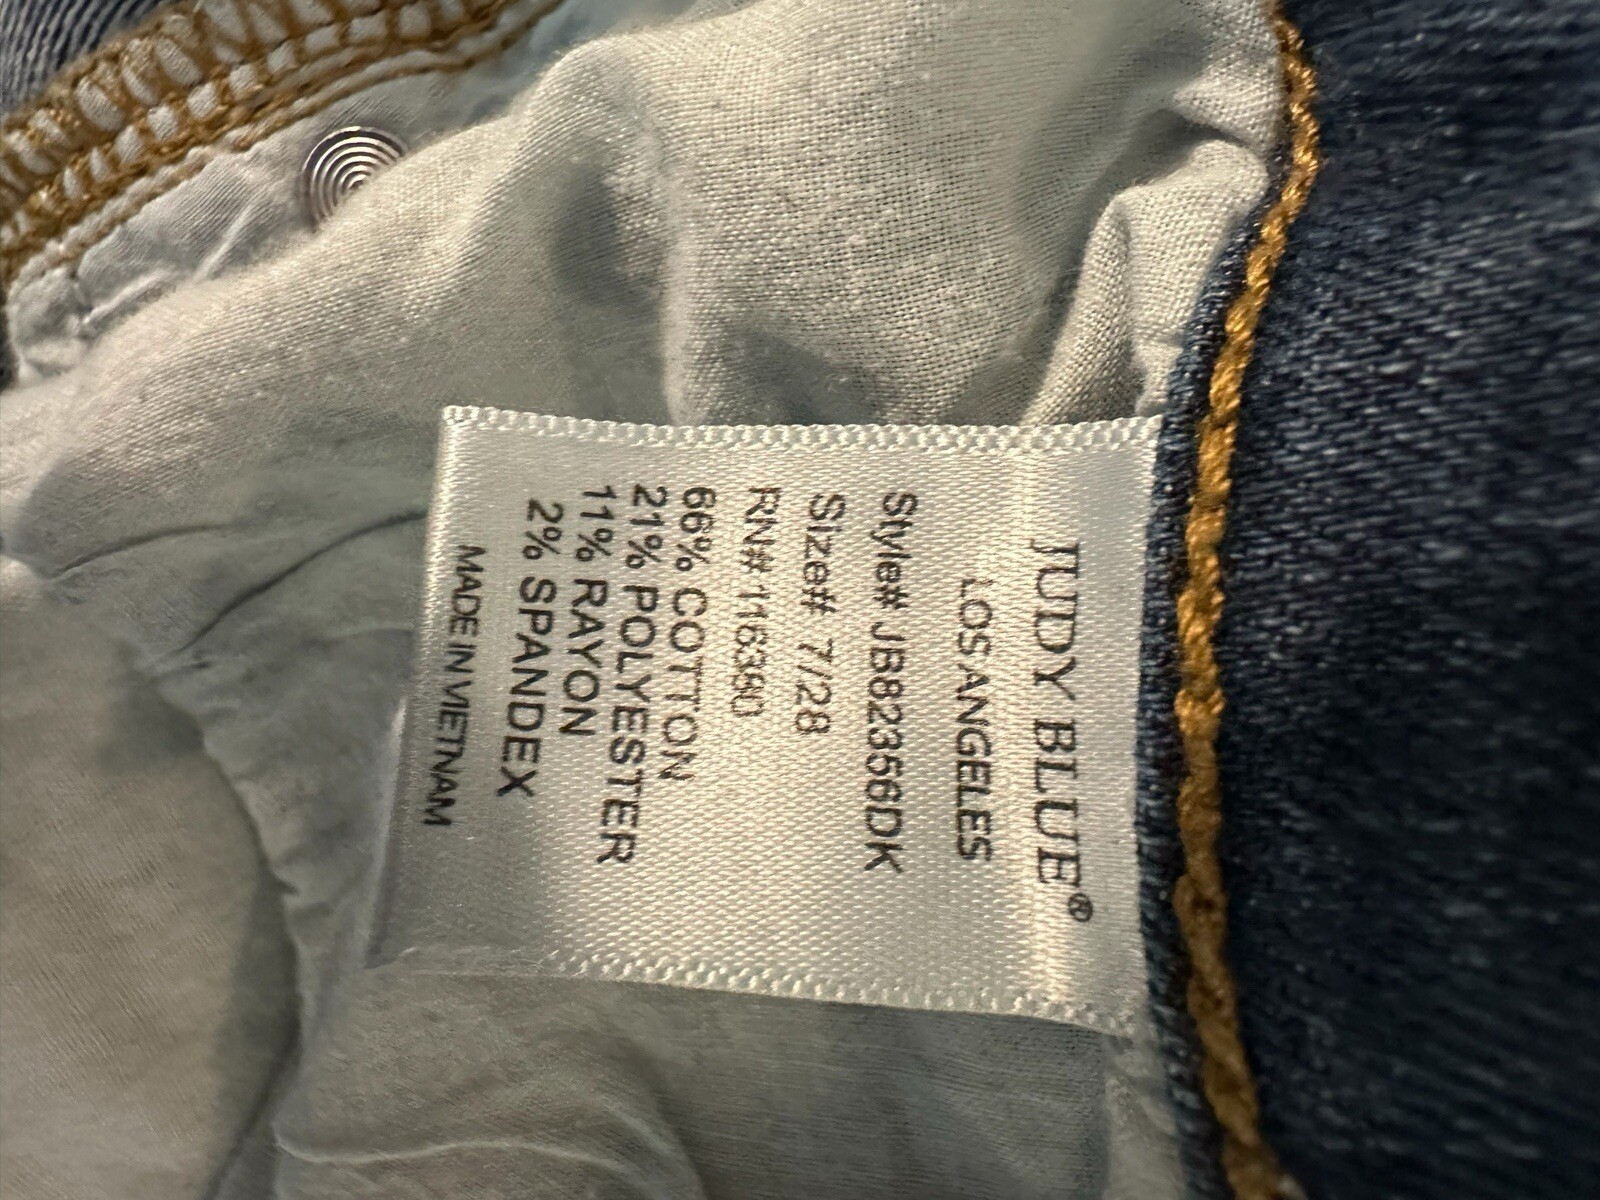 JUDY BLUE®
LOS ANGELES
Style# JB82356DK
Size# 7/28
RN# 116380
66% COTTON
21% POLYESTER
11% RAYON
2% SPANDEX
MADE IN VIETNAM